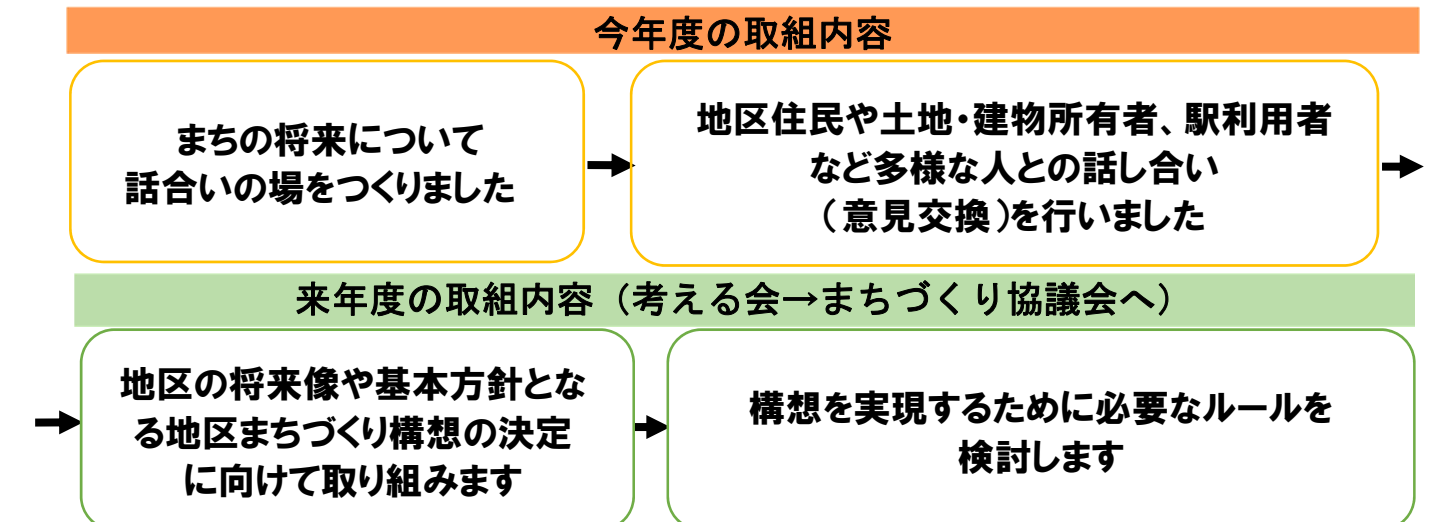 今年度の取組内容
まちの将来について
話合いの場をつくりました
地区住民や土地・建物所有者、駅利用者
など多様な人との話し合い
（意見交換）を行いました
来年度の取組内容（考える会→まちづくり協議会へ）
地区の将来像や基本方針とな
る地区まちづくり構想の決定
に向けて取り組みます
構想を実現するために必要なルールを
検討します